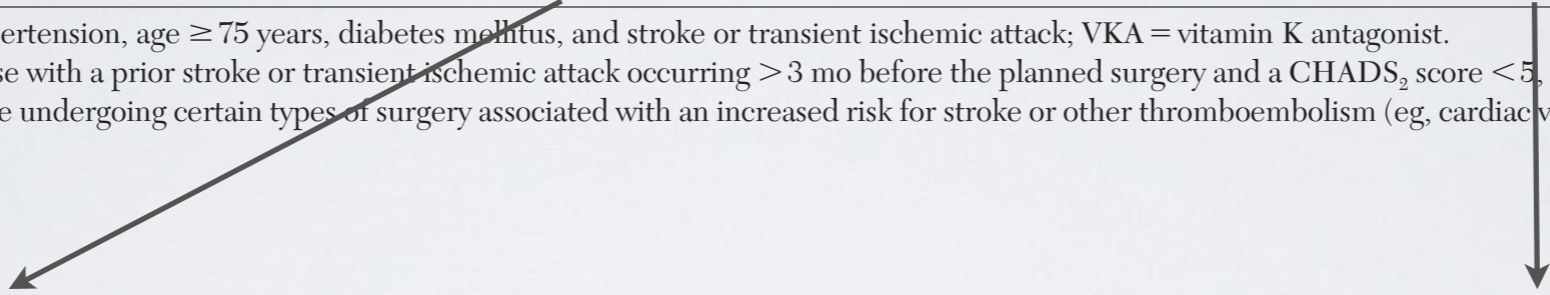 ertension, age ≥ 75 years, diabetes mellitus, and stroke or transient ischemic attack; VKA = vitamin K antagonist.
se with a prior stroke or transient ischemic attack occurring > 3 mo before the planned surgery and a CHADS₂ score < 5,
e undergoing certain types of surgery associated with an increased risk for stroke or other thromboembolism (eg, cardiac v